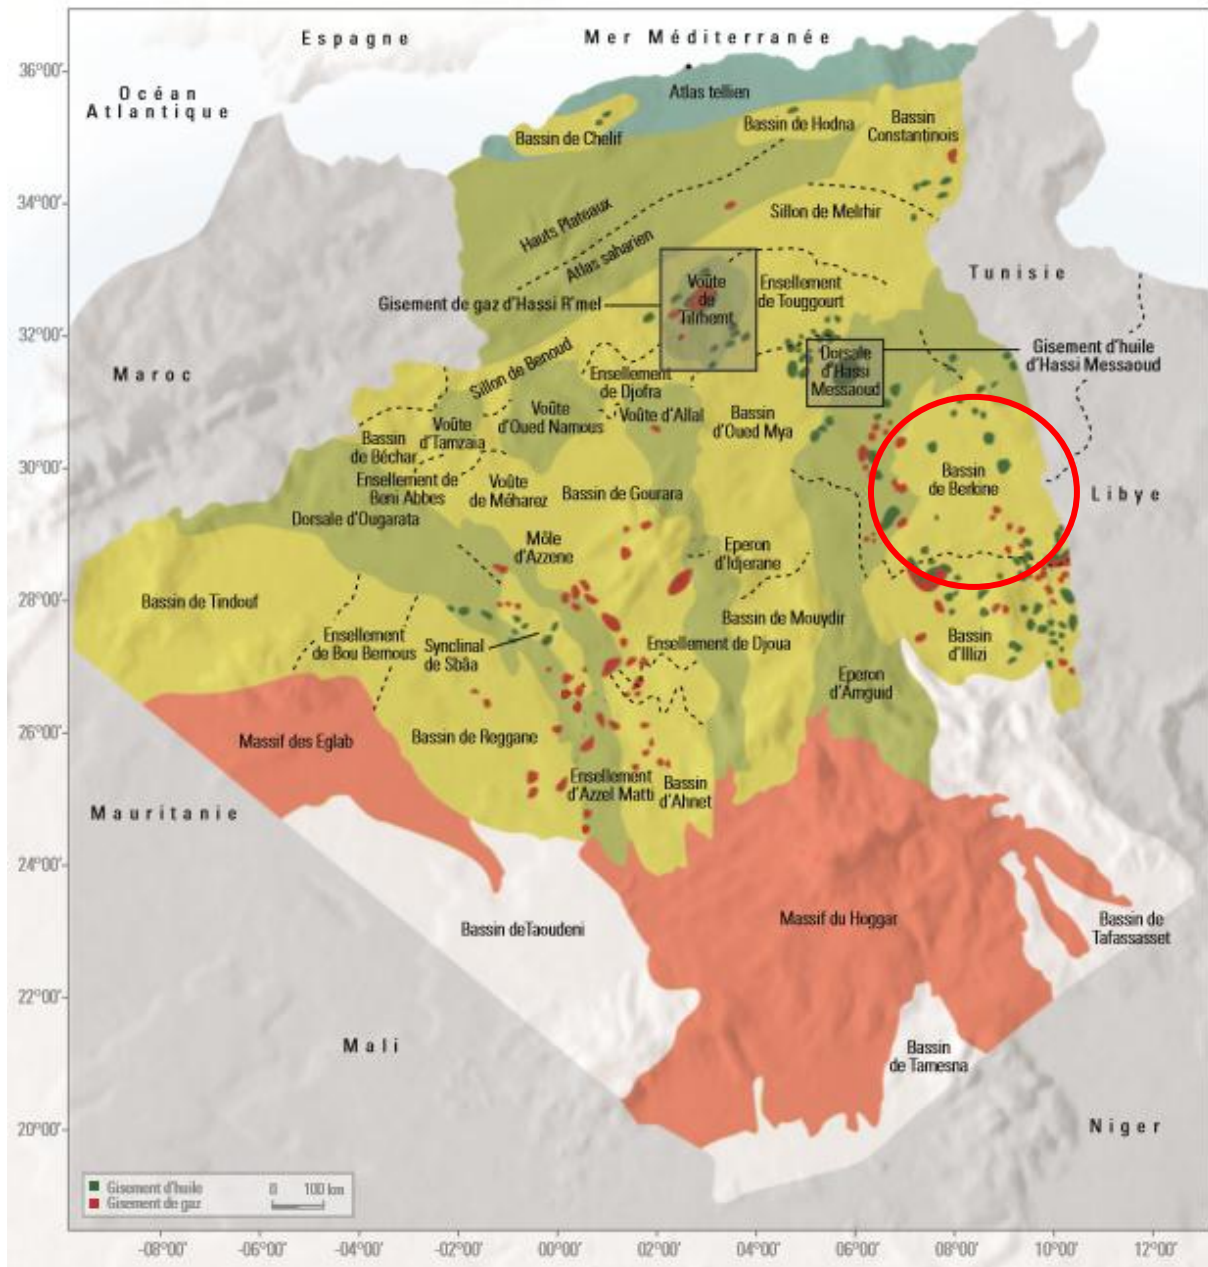 Espagne
Mer Méditerranée
36°00'
Océan
Atlantique
Atlas tellien
Bassin de Chelif
Bassin de Hodna
Bassin
Constantinois
34°00'
Hauts Plateaux
Atlas saharien
Sillon de Melrhir
Tunisie
Gisement de gaz d'Hassi R'mel
Voûte
de
Tilrhemt
Ensellement
de Touggourt
32°00'
Maroc
Sillon de Benoud
Ensellement
de Djofra
Dorsale
d'Hassi
Messaoud
Gisement d'huile
d'Hassi Messaoud
Bassin
de Béchar
Voûte
d'Tamzaia
Voûte
d'Oued Namous
Voûte d'Allal
Bassin
d'Oued Mya
30°00'
Ensellement de
Beni Abbes
Voûte
de Méharez
Bassin de Gourara
Bassin
de Berkine
Libye
Dorsale d'Ougarata
Môle
d'Azzene
Eperon
d'Idjerane
28°00'
Bassin de Tindouf
Ensellement
de Bou Bernous
Synclinal
de Sbâa
Bassin de Mouydir
Ensellement de Djoua
Bassin
d'Illizi
Eperon
d'Amguid
26°00'
Massif des Eglab
Bassin de Reggane
Ensellement
d'Azzel Matti
Bassin
d'Ahnet
Mauritanie
24°00'
Bassin deTaoudeni
Massif du Hoggar
Bassin de
Tafassasset
22°00'
Mali
Bassin
de Tamesna
20°00'
Niger
Gisement d'huile
Gisement de gaz
0 100 km
-08°00' -06°00' -04°00' -02°00' 00°00' 02°00' 04°00' 06°00' 08°00' 10°00' 12°00'